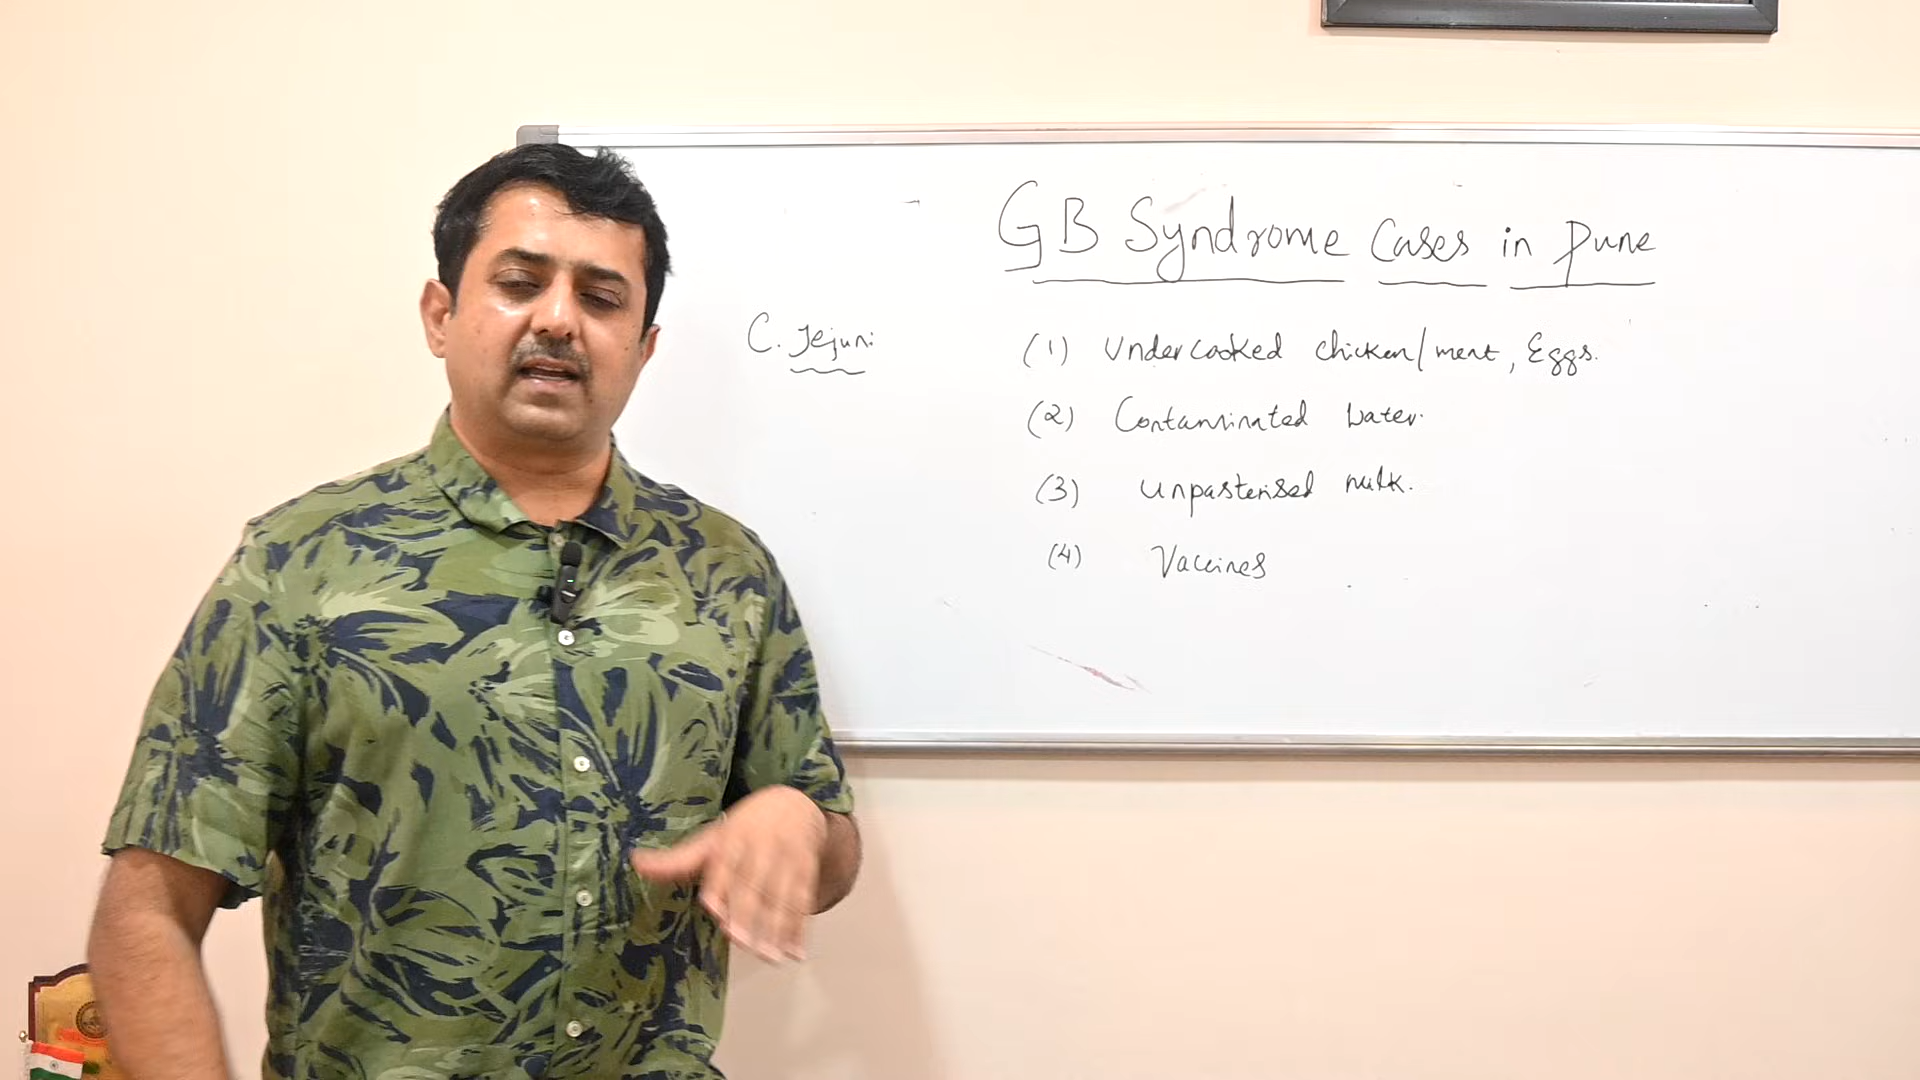 GB Syndrome Cases in Pune
C. Jejuni
(1) Undercooked chicken/meat, Eggs.
(2) Contaminated Water.
(3) Unpasterised milk.
(4) Vaccines